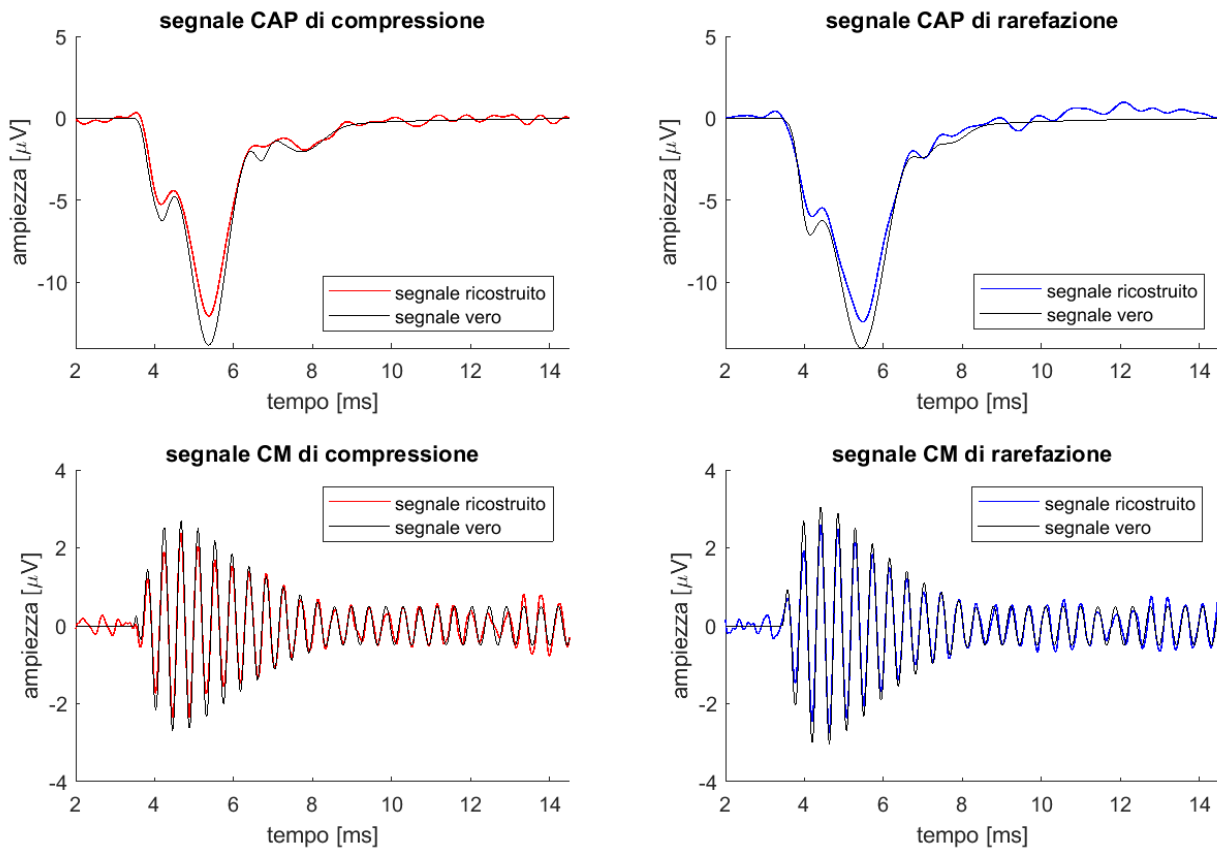 segnale CAP di compressione
5
0
-5
-10
ampiezza [μV]
segnale ricostruito
segnale vero
2 4 6 8 10 12 14
tempo [ms]
segnale CAP di rarefazione
5
0
-5
-10
ampiezza [μV]
segnale ricostruito
segnale vero
2 4 6 8 10 12 14
tempo [ms]
segnale CM di compressione
4
2
0
-2
-4
ampiezza [μV]
segnale ricostruito
segnale vero
2 4 6 8 10 12 14
tempo [ms]
segnale CM di rarefazione
4
2
0
-2
-4
ampiezza [μV]
segnale ricostruito
segnale vero
2 4 6 8 10 12 14
tempo [ms]